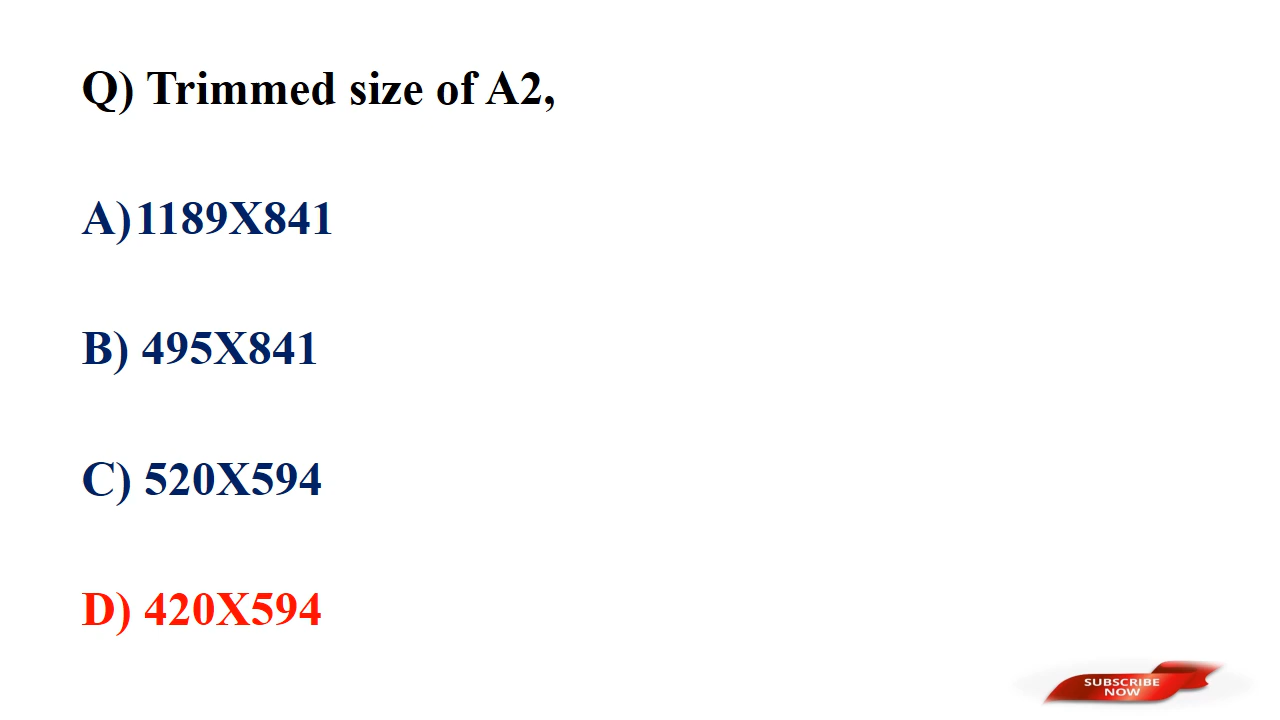 Q) Trimmed size of A2,
A)1189X841
B) 495X841
C) 520X594
D) 420X594
SUBSCRIBE
NOW